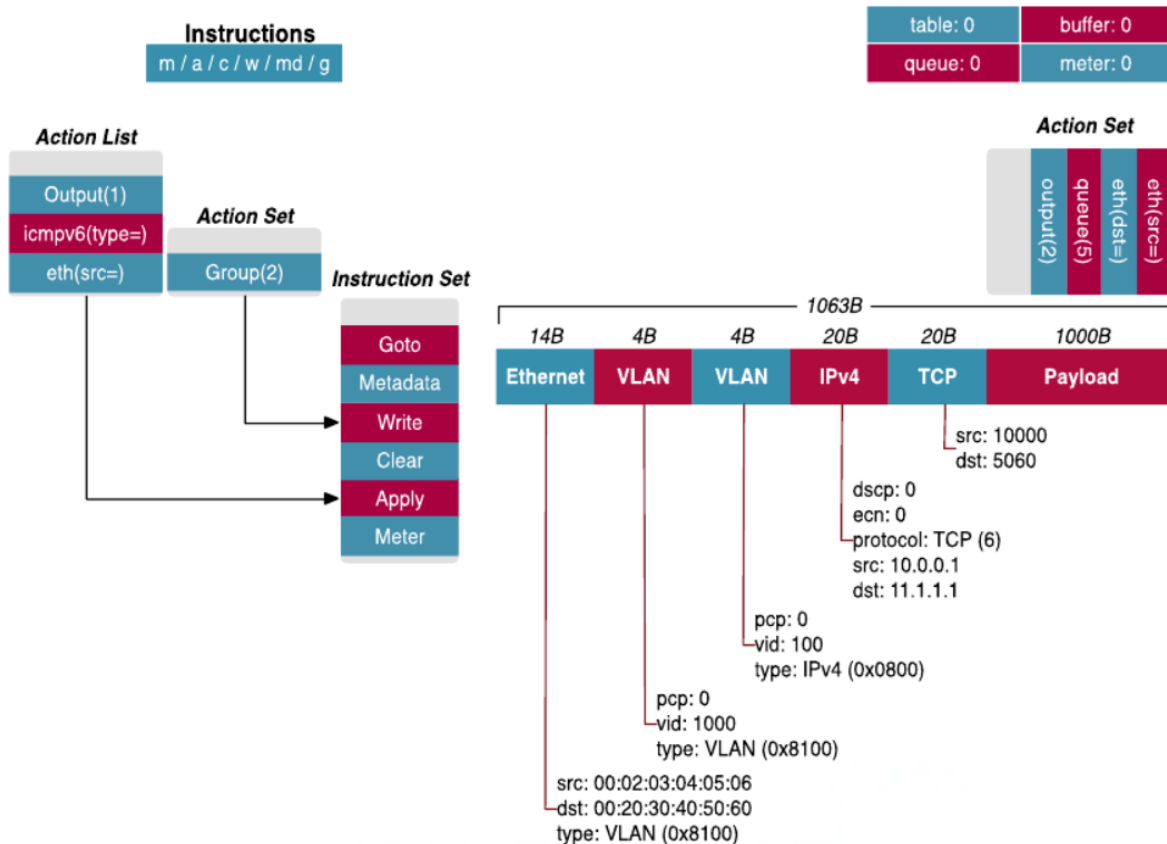 Instructions
m / a / c / w / md / g
table: 0
buffer: 0
queue: 0
meter: 0
Action List
Output(1)
icmpv6(type=)
eth(src=)
Action Set
Group(2)
Instruction Set
Goto
Metadata
Write
Clear
Apply
Meter
Action Set
output(2)
queue(5)
eth(dst=)
eth(src=)
1063B
14B
4B
4B
20B
20B
1000B
Ethernet
VLAN
VLAN
IPv4
TCP
Payload
src: 10000
dst: 5060
dscp: 0
ecn: 0
protocol: TCP (6)
src: 10.0.0.1
dst: 11.1.1.1
pcp: 0
vid: 100
type: IPv4 (0x0800)
pcp: 0
vid: 1000
type: VLAN (0x8100)
src: 00:02:03:04:05:06
dst: 00:20:30:40:50:60
type: VLAN (0x8100)